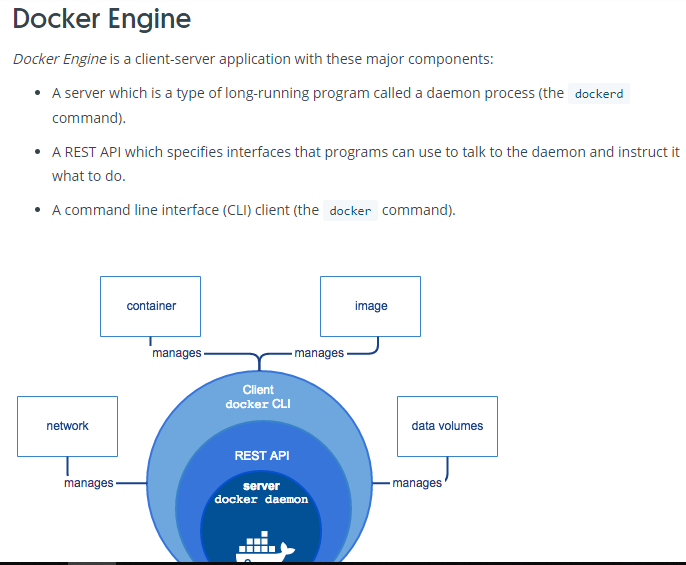 Docker Engine
Docker Engine is a client-server application with these major components:
• A server which is a type of long-running program called a daemon process (the dockerd
command).
• A REST API which specifies interfaces that programs can use to talk to the daemon and instruct it
what to do.
• A command line interface (CLI) client (the docker command).
container
image
manages
manages
Client
docker CLI
network
data volumes
REST API
manages
server
manages
docker daemon